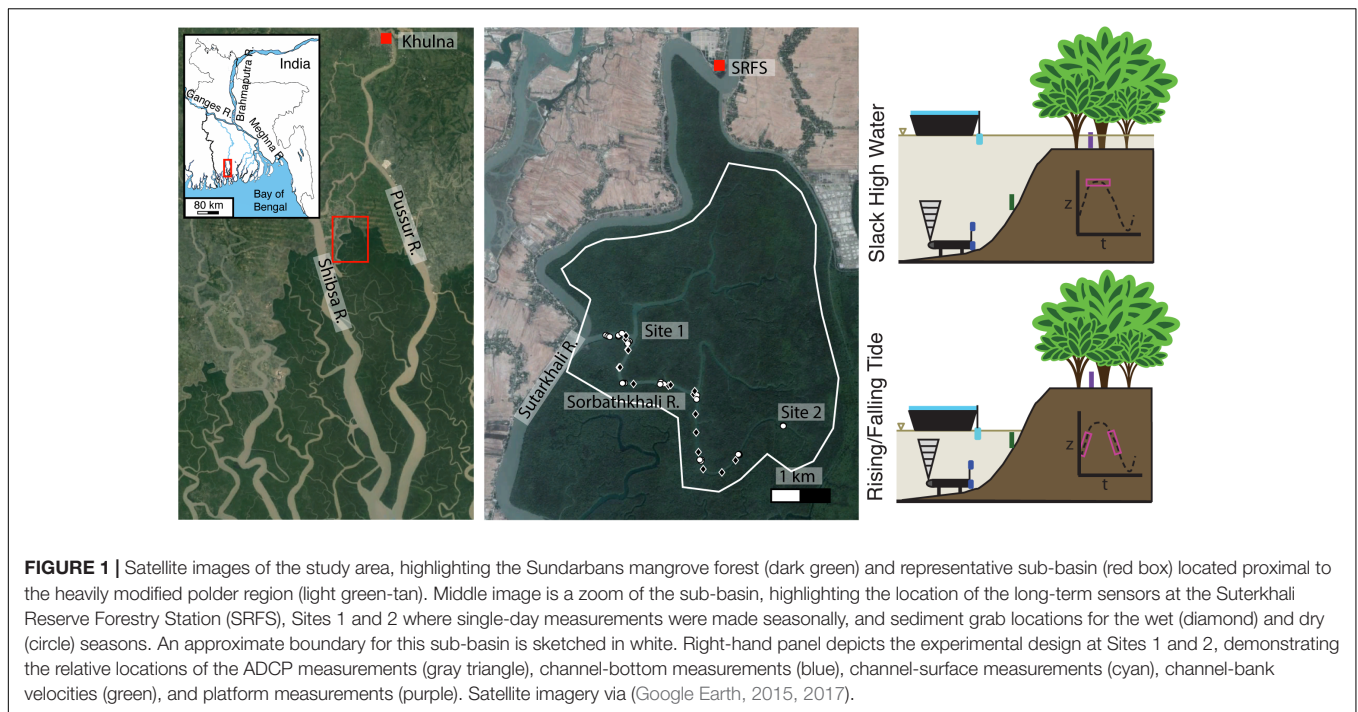 Khulna
India
Brahmaputra R.
Ganges R.
Meghna R.
Bay of
Bengal
80 km
Pussur R.
Shibsa R.
SRFS
Site 1
Sutarkhali R.
Sorbathkhali R.
Site 2
1 km
Slack High Water
z
t
Rising/Falling Tide
z
t
FIGURE 1 | Satellite images of the study area, highlighting the Sundarbans mangrove forest (dark green) and representative sub-basin (red box) located proximal to
the heavily modified polder region (light green-tan). Middle image is a zoom of the sub-basin, highlighting the location of the long-term sensors at the Suterkhali
Reserve Forestry Station (SRFS), Sites 1 and 2 where single-day measurements were made seasonally, and sediment grab locations for the wet (diamond) and dry
(circle) seasons. An approximate boundary for this sub-basin is sketched in white. Right-hand panel depicts the experimental design at Sites 1 and 2, demonstrating
the relative locations of the ADCP measurements (gray triangle), channel-bottom measurements (blue), channel-surface measurements (cyan), channel-bank
velocities (green), and platform measurements (purple). Satellite imagery via (Google Earth, 2015, 2017).